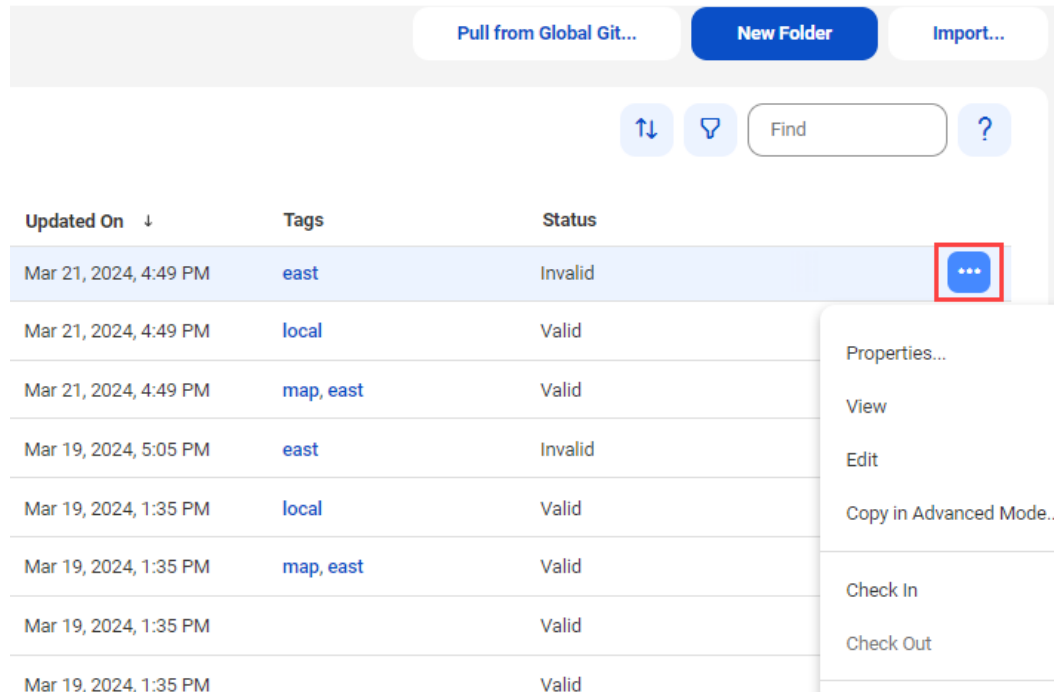 Pull from Global Git... New Folder Import...
Find ?
Updated On ↓ Tags Status
Mar 21, 2024, 4:49 PM east Invalid
Mar 21, 2024, 4:49 PM local Valid
Properties...
Mar 21, 2024, 4:49 PM map, east Valid
View
Mar 19, 2024, 5:05 PM east Invalid
Edit
Mar 19, 2024, 1:35 PM local Valid
Copy in Advanced Mode..
Mar 19, 2024, 1:35 PM map, east Valid
Check In
Mar 19, 2024, 1:35 PM Valid
Check Out
Mar 19, 2024, 1:35 PM Valid